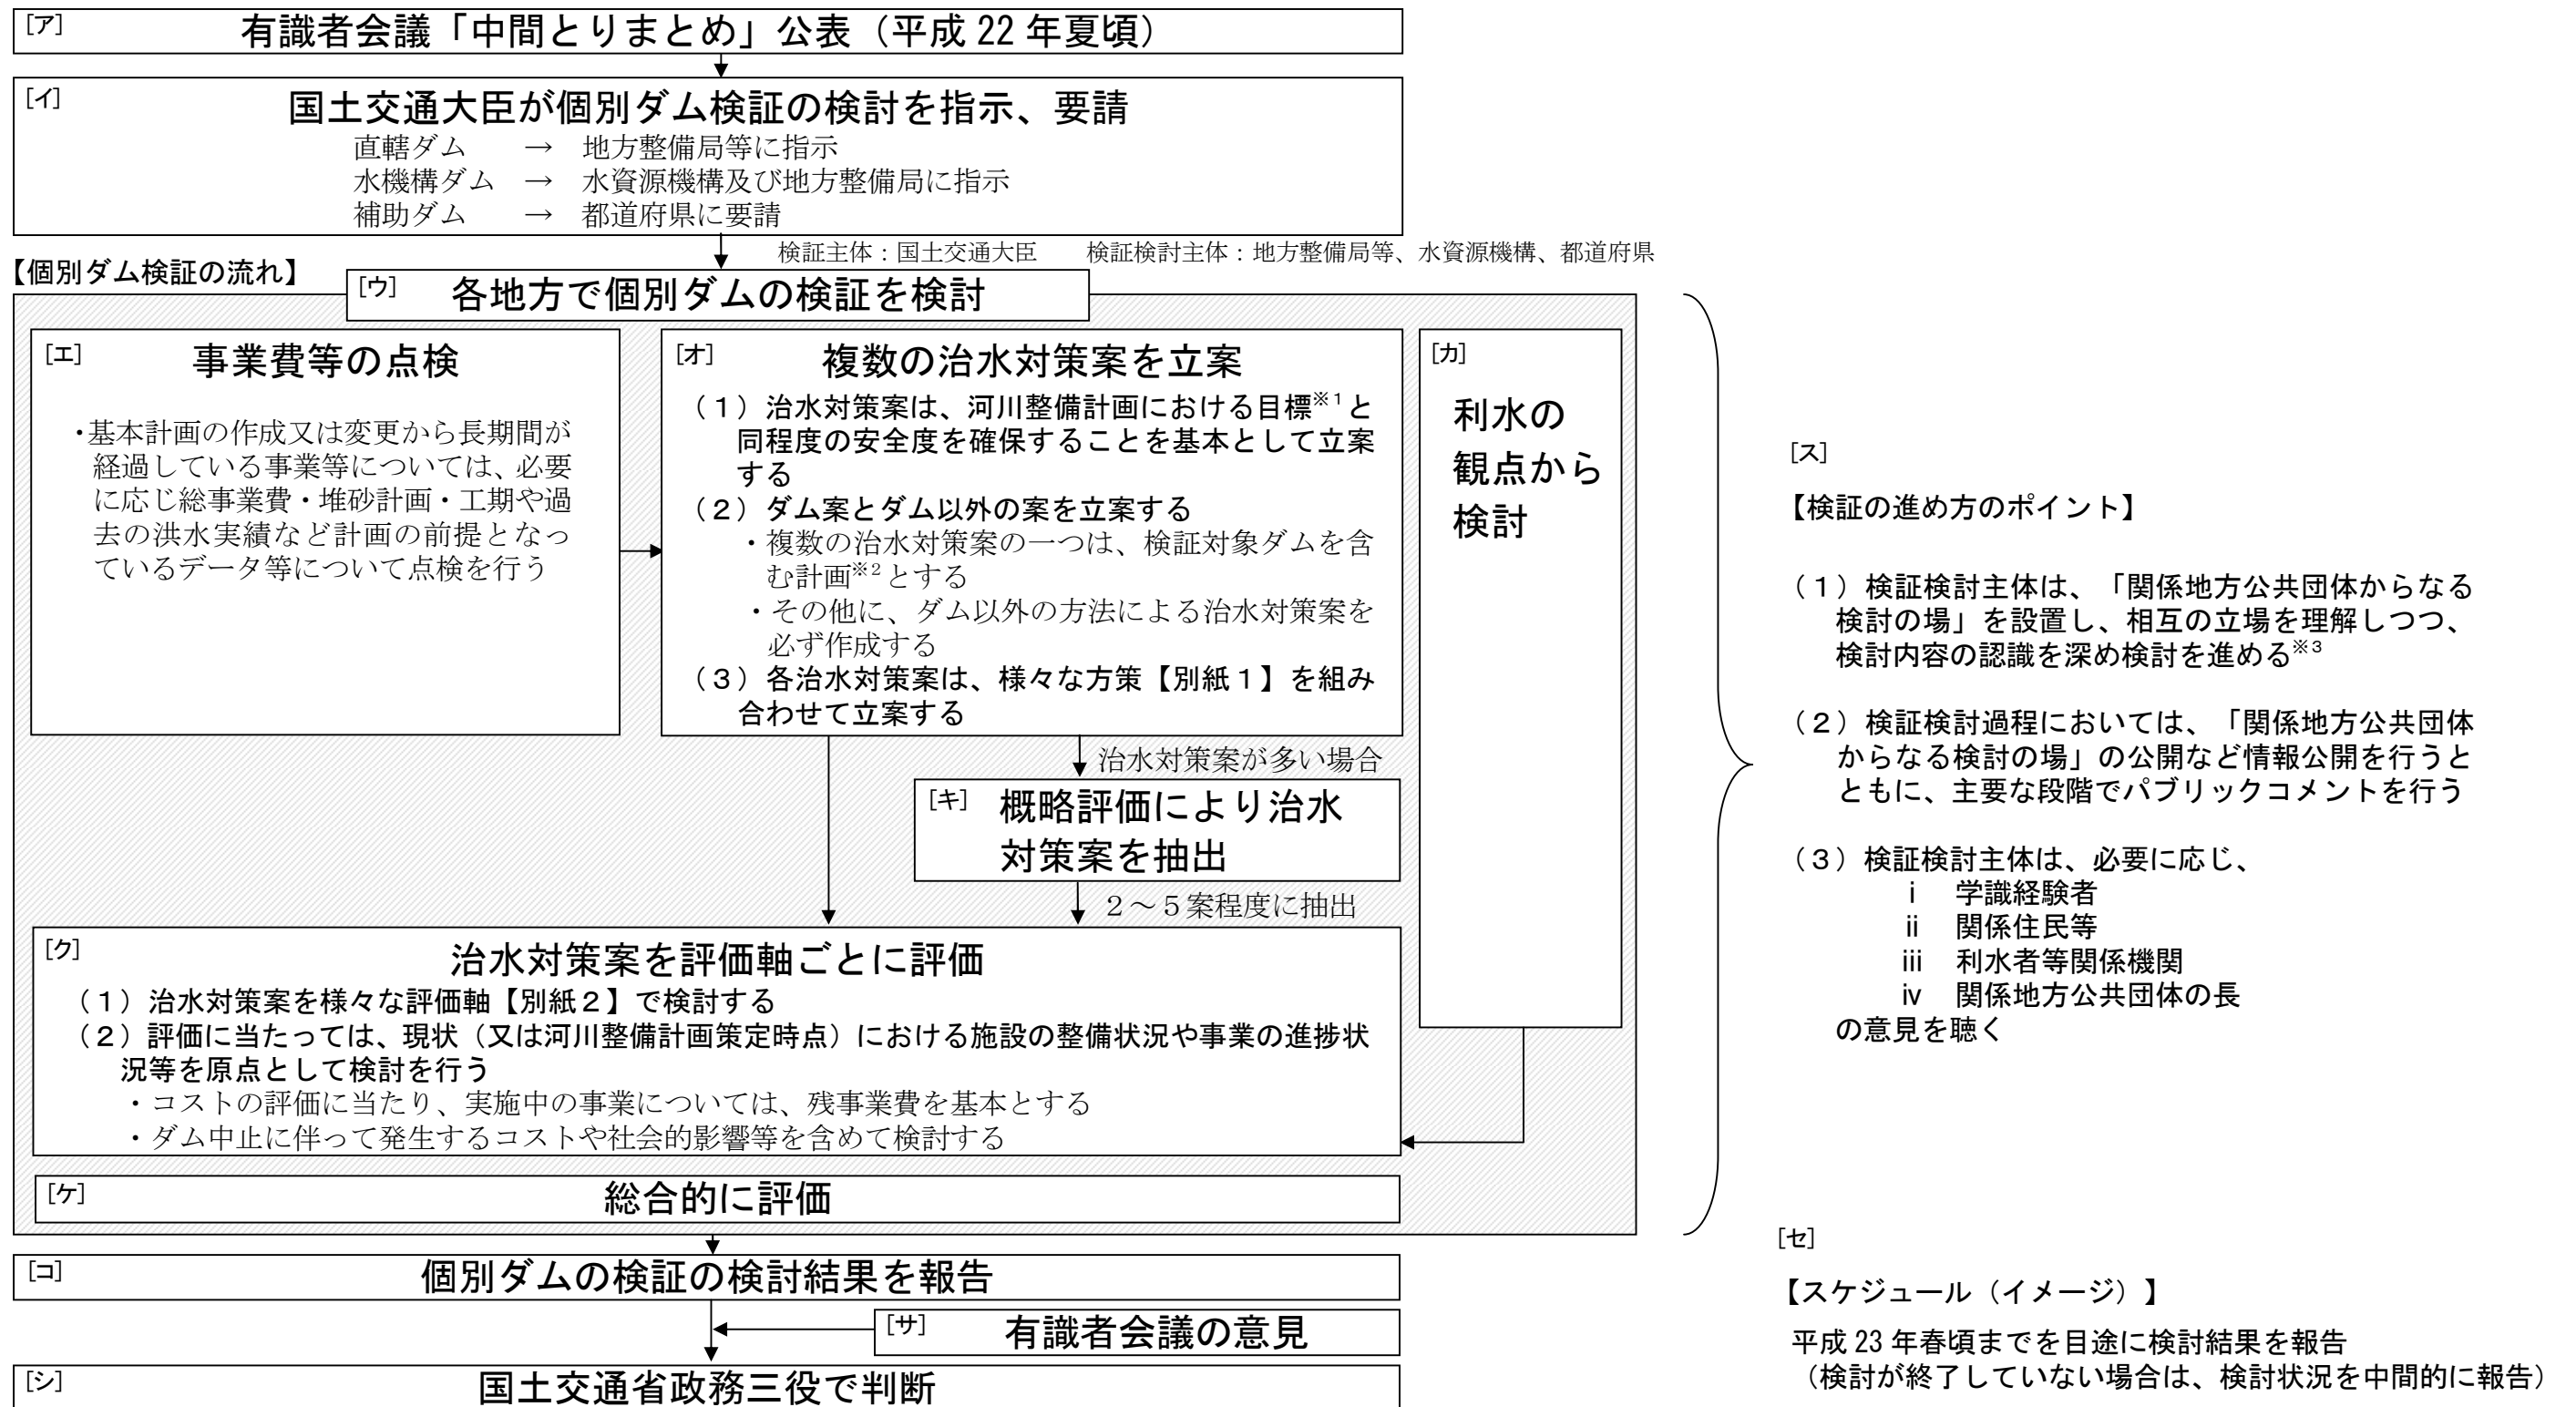 [ア] 有識者会議「中間とりまとめ」公表（平成 22 年夏頃）
[イ] 国土交通大臣が個別ダム検証の検討を指示、要請
直轄ダム → 地方整備局等に指示
水機構ダム → 水資源機構及び地方整備局に指示
補助ダム → 都道府県に要請
検証主体：国土交通大臣 検証検討主体：地方整備局等、水資源機構、都道府県
【個別ダム検証の流れ】
[ウ] 各地方で個別ダムの検証を検討
[エ] 事業費等の点検
・基本計画の作成又は変更から長期間が
経過している事業等については、必要
に応じ総事業費・堆砂計画・工期や過
去の洪水実績など計画の前提となっ
ているデータ等について点検を行う
[オ] 複数の治水対策案を立案
（１）治水対策案は、河川整備計画における目標※1と
同程度の安全度を確保することを基本として立案
する
（２）ダム案とダム以外の案を立案する
・複数の治水対策案の一つは、検証対象ダムを含
む計画※2とする
・その他に、ダム以外の方法による治水対策案を
必ず作成する
（３）各治水対策案は、様々な方策【別紙１】を組み
合わせて立案する
[カ]
利水の
観点から
検討
治水対策案が多い場合
[キ] 概略評価により治水
対策案を抽出
２～５案程度に抽出
[ク] 治水対策案を評価軸ごとに評価
（１）治水対策案を様々な評価軸【別紙２】で検討する
（２）評価に当たっては、現状（又は河川整備計画策定時点）における施設の整備状況や事業の進捗状
況等を原点として検討を行う
・コストの評価に当たり、実施中の事業については、残事業費を基本とする
・ダム中止に伴って発生するコストや社会的影響等を含めて検討する
[ケ] 総合的に評価
[コ] 個別ダムの検証の検討結果を報告
[サ] 有識者会議の意見
[シ] 国土交通省政務三役で判断
[ス]
【検証の進め方のポイント】
（１）検証検討主体は、「関係地方公共団体からなる
検討の場」を設置し、相互の立場を理解しつつ、
検討内容の認識を深め検討を進める※3
（２）検証検討過程においては、「関係地方公共団体
からなる検討の場」の公開など情報公開を行うと
ともに、主要な段階でパブリックコメントを行う
（３）検証検討主体は、必要に応じ、
ⅰ 学識経験者
ⅱ 関係住民等
ⅲ 利水者等関係機関
ⅳ 関係地方公共団体の長
の意見を聴く
[セ]
【スケジュール（イメージ）】
平成 23 年春頃までを目途に検討結果を報告
（検討が終了していない場合は、検討状況を中間的に報告）